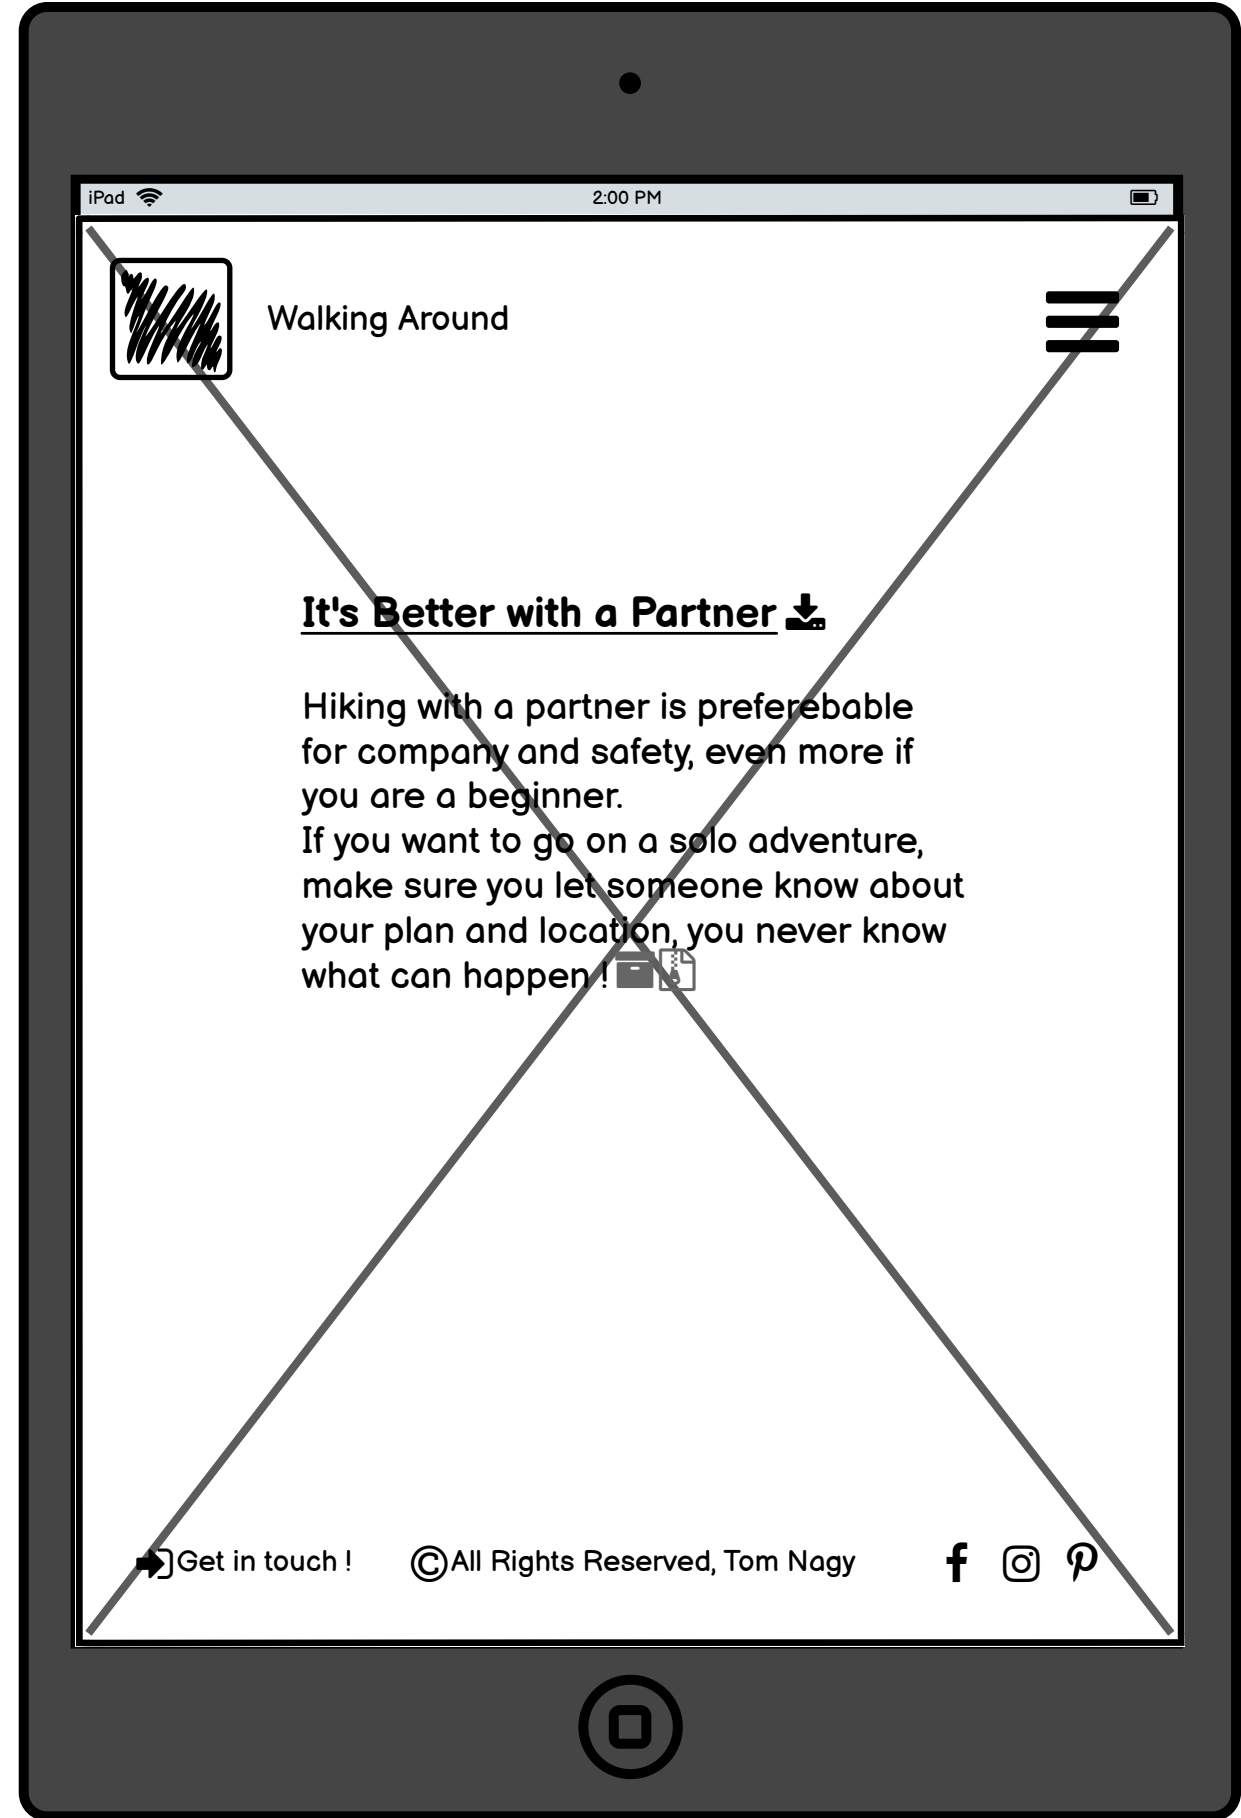 iPad
2:00 PM
Walking Around
It's Better with a Partner
Hiking with a partner is preferebable
for company and safety, even more if
you are a beginner.
If you want to go on a solo adventure,
make sure you let someone know about
your plan and location, you never know
what can happen !
Get in touch !
©All Rights Reserved, Tom Nagy